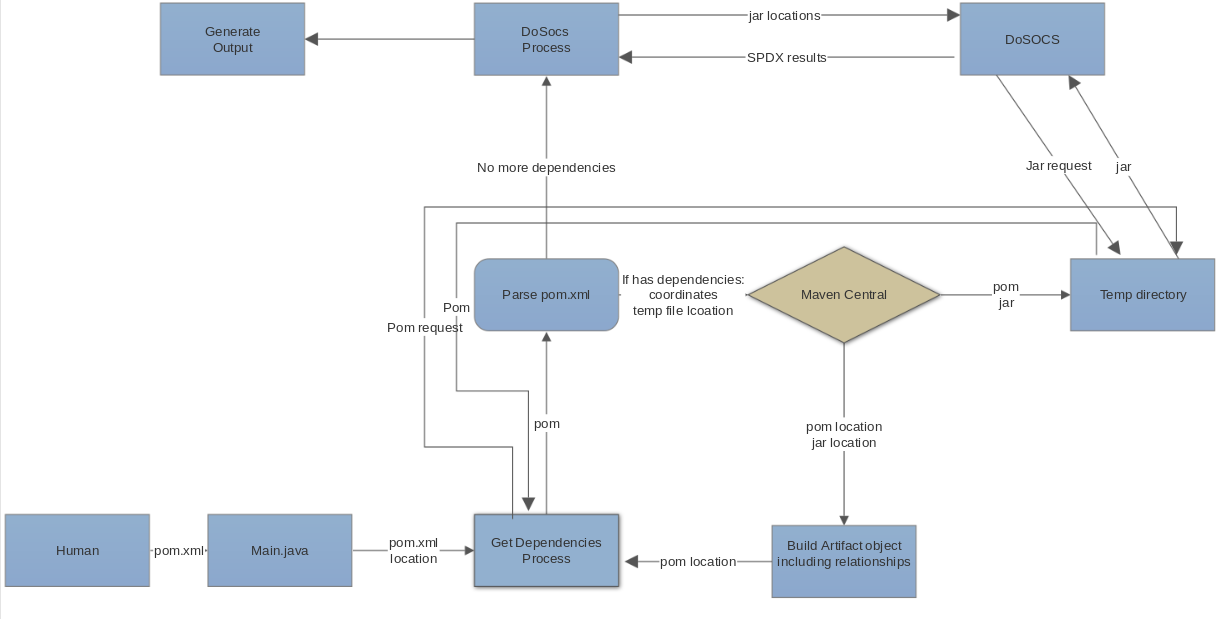 Generate
Output
DoSocs
Process
jar locations
SPDX results
DoSOCS
No more dependencies
Jar request
jar
Parse pom.xml
If has dependencies:
coordinates
temp file lcoation
Maven Central
pom
jar
Temp directory
Pom
Pom request
pom
pom location
jar location
Human
pom.xml
Main.java
pom.xml
location
Get Dependencies
Process
pom location
Build Artifact object
including relationships